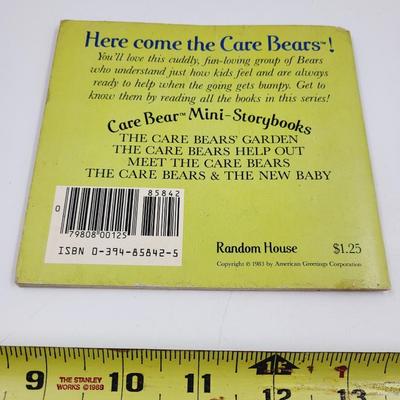 Here come the Care Bears™!
You'll love this cuddly, fun-loving group of Bears
who understand just how kids feel and are always
ready to help when the going gets bumpy. Get to
know them by reading all the books in this series!
Care Bear™ Mini-Storybooks
THE CARE BEARS' GARDEN
THE CARE BEARS HELP OUT
MEET THE CARE BEARS
THE CARE BEARS & THE NEW BABY
85842
0
79808 00125
ISBN 0-394-85842-5
Random House $1.25
Copyright © 1983 by American Greetings Corporation
9 10 11 12 13
THE STANLEY
WORKS ©1989